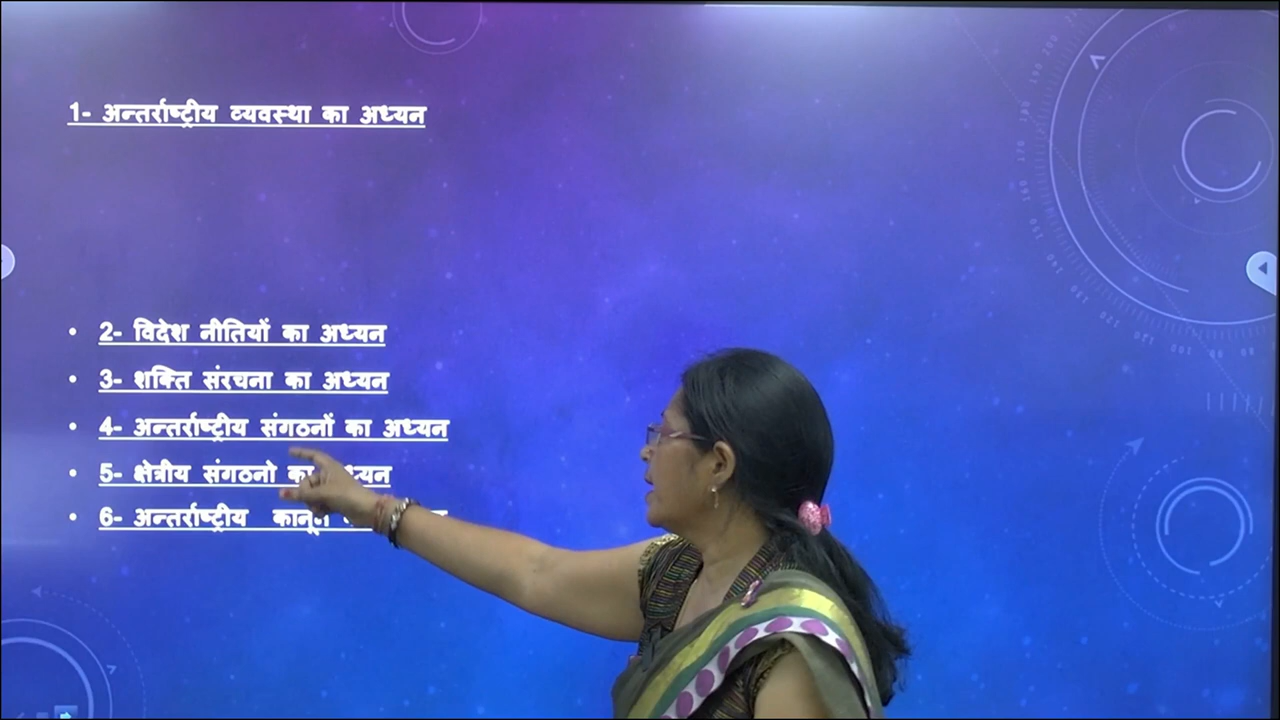 1- अन्तर्राष्ट्रीय व्यवस्था का अध्यन
• 2- विदेश नीतियों का अध्यन
• 3- शक्ति संरचना का अध्यन
• 4- अन्तर्राष्ट्रीय संगठनों का अध्यन
• 5- क्षेत्रीय संगठनो
• 6- अन्तर्राष्ट्रीय कानून